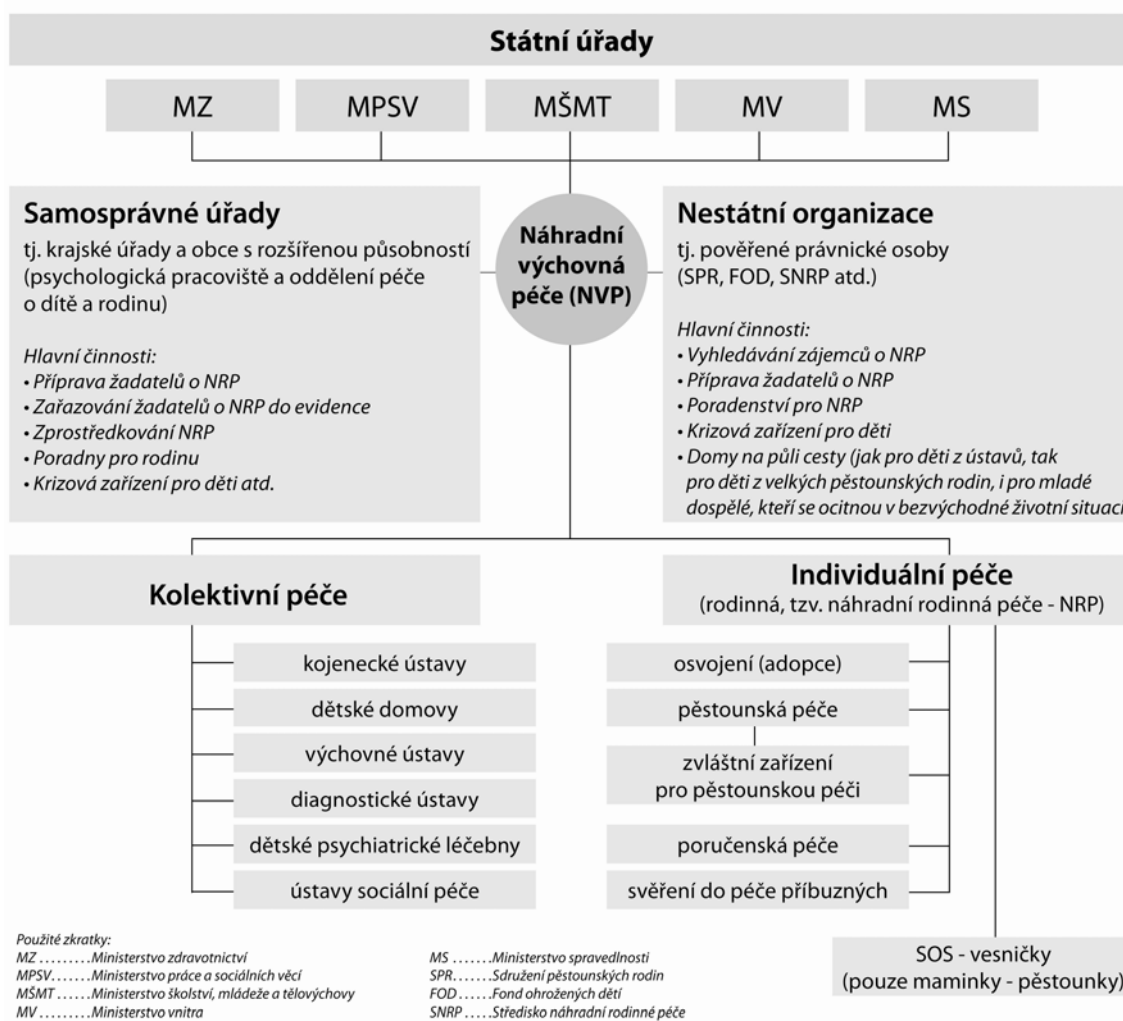 Státní úřady
MZ
MPSV
MŠMT
MV
MS
Samosprávné úřady
tj. krajské úřady a obce s rozšířenou působností
(psychologická pracoviště a oddělení péče
o dítě a rodinu)
Hlavní činnosti:
• Příprava žadatelů o NRP
• Zařazování žadatelů o NRP do evidence
• Zprostředkování NRP
• Poradny pro rodinu
• Krizová zařízení pro děti atd.
Náhradní
výchovná
péče (NVP)
Nestátní organizace
tj. pověřené právnické osoby
(SPR, FOD, SNRP atd.)
Hlavní činnosti:
• Vyhledávání zájemců o NRP
• Příprava žadatelů o NRP
• Poradenství pro NRP
• Krizová zařízení pro děti
• Domy na půli cesty (jak pro děti z ústavů, tak
pro děti z velkých pěstounských rodin, i pro mladé
dospělé, kteří se ocitnou v bezvýchodné životní situaci
Kolektivní péče
kojenecké ústavy
dětské domovy
výchovné ústavy
diagnostické ústavy
dětské psychiatrické léčebny
ústavy sociální péče
Individuální péče
(rodinná, tzv. náhradní rodinná péče - NRP)
osvojení (adopce)
pěstounská péče
zvláštní zařízení
pro pěstounskou péči
poručenská péče
svěření do péče příbuzných
SOS - vesničky
(pouze maminky - pěstounky)
Použité zkratky:
MZ .........Ministerstvo zdravotnictví
MPSV.......Ministerstvo práce a sociálních věcí
MŠMT ......Ministerstvo školství, mládeže a tělovýchovy
MV .........Ministerstvo vnitra
MS .......Ministerstvo spravedlnosti
SPR.......Sdružení pěstounských rodin
FOD ......Fond ohrožených dětí
SNRP .....Středisko náhradní rodinné péče